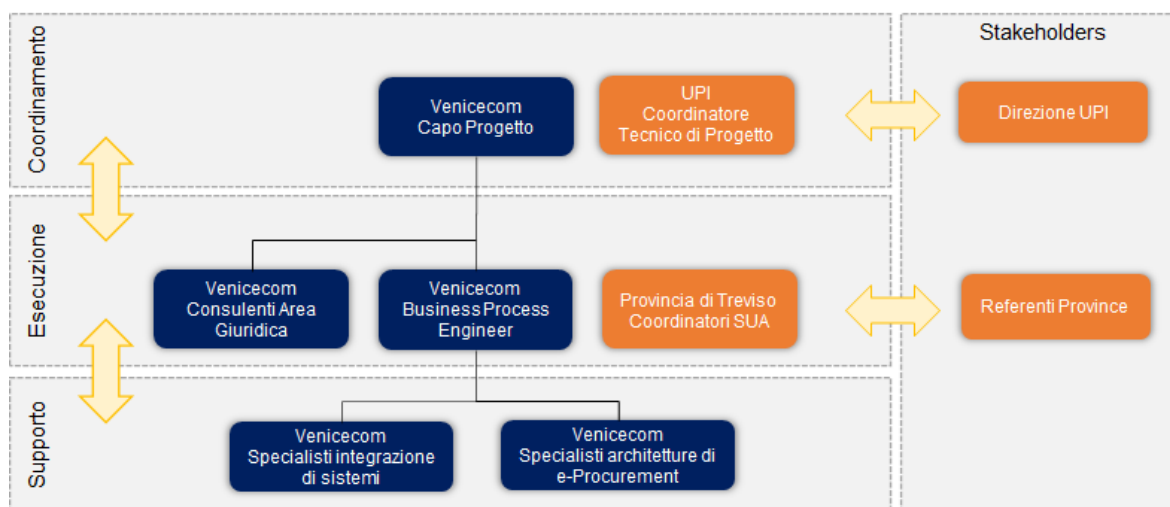 Coordinamento
Stakeholders
Venicecom
Capo Progetto
UPI
Coordinatore
Tecnico di Progetto
Direzione UPI
Esecuzione
Venicecom
Consulenti Area
Giuridica
Venicecom
Business Process
Engineer
Provincia di Treviso
Coordinatori SUA
Referenti Province
Supporto
Venicecom
Specialisti integrazione
di sistemi
Venicecom
Specialisti architetture di
e-Procurement